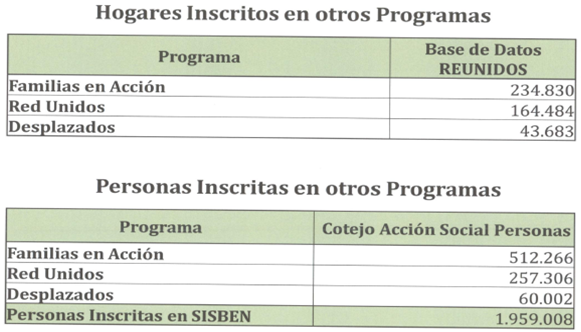 Hogares Inscritos en otros Programas
Programa Base de Datos REUNIDOS
Familias en Acción 234.830
Red Unidos 164.484
Desplazados 43.683
Personas Inscritas en otros Programas
Programa Cotejo Acción Social Personas
Familias en Acción 512.266
Red Unidos 257.306
Desplazados 60.002
Personas Inscritas en SISBEN 1.959.008